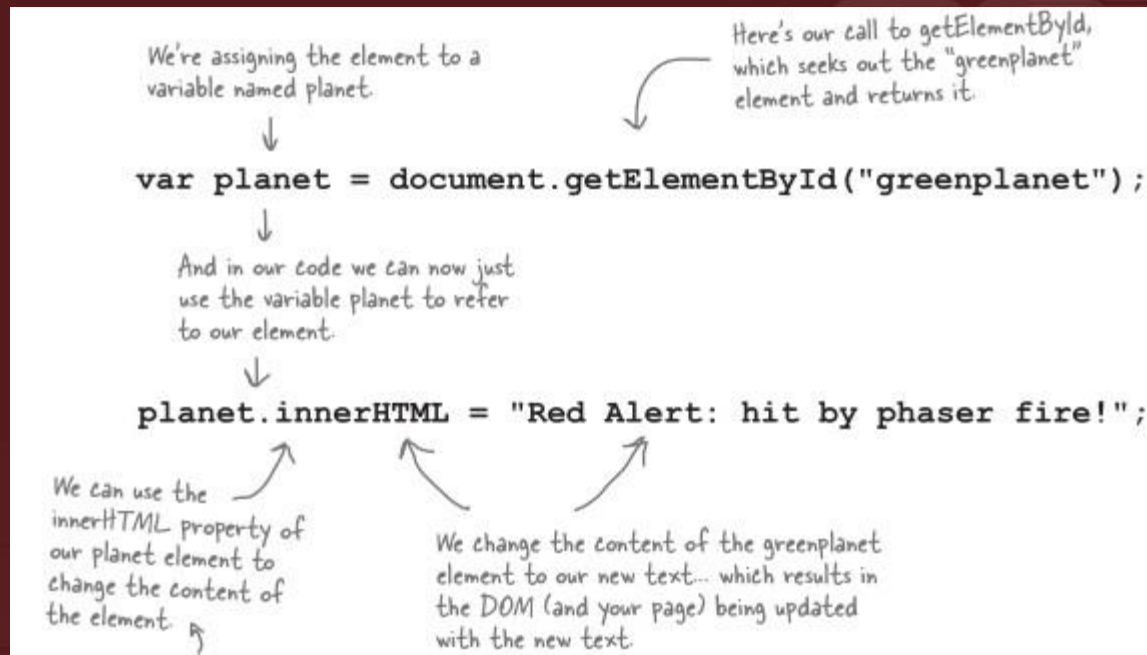 We're assigning the element to a
variable named planet.
Here's our call to getElementById,
which seeks out the "greenplanet"
element and returns it.
var planet = document.getElementById("greenplanet");
And in our code we can now just
use the variable planet to refer
to our element.
planet.innerHTML = "Red Alert: hit by phaser fire!";
We can use the
innerHTML property of
our planet element to
change the content of
the element.
We change the content of the greenplanet
element to our new text... which results in
the DOM (and your page) being updated
with the new text.